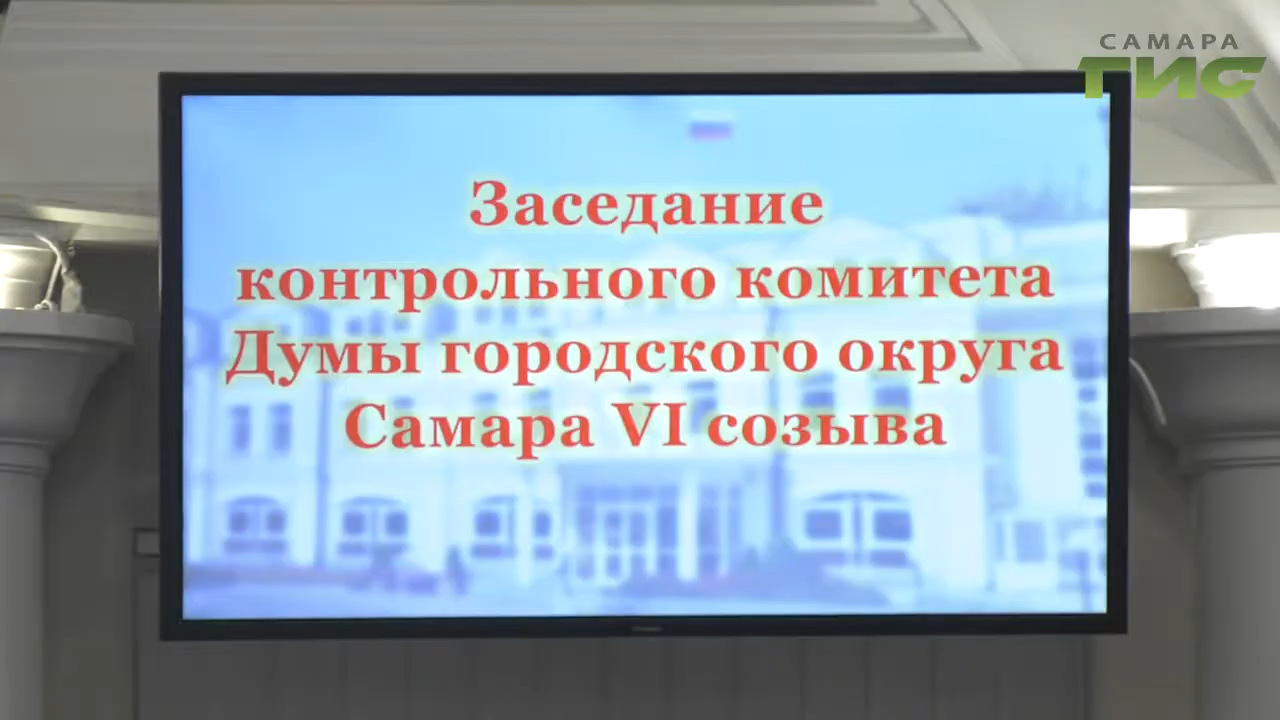 САМАРА
ГИС
Заседание
контрольного комитета
Думы городского округа
Самара VI созыва